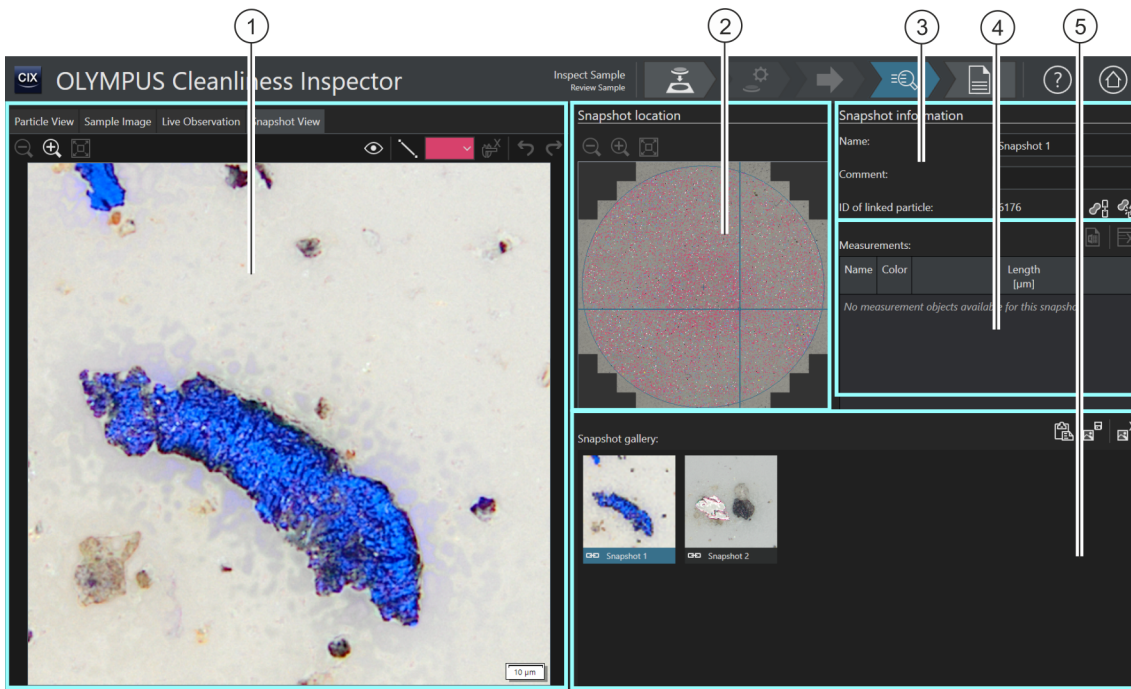 1 2 3 4 5
CIX OLYMPUS Cleanliness Inspector
Inspect Sample
Review Sample
?
Particle View Sample Image Live Observation Snapshot View
Snapshot location
Snapshot information
Name: Snapshot 1
Comment:
ID of linked particle: 6176
Measurements:
Name Color Length
[µm]
No measurement objects available for this snapshot
Snapshot gallery:
Snapshot 1 Snapshot 2
10 µm